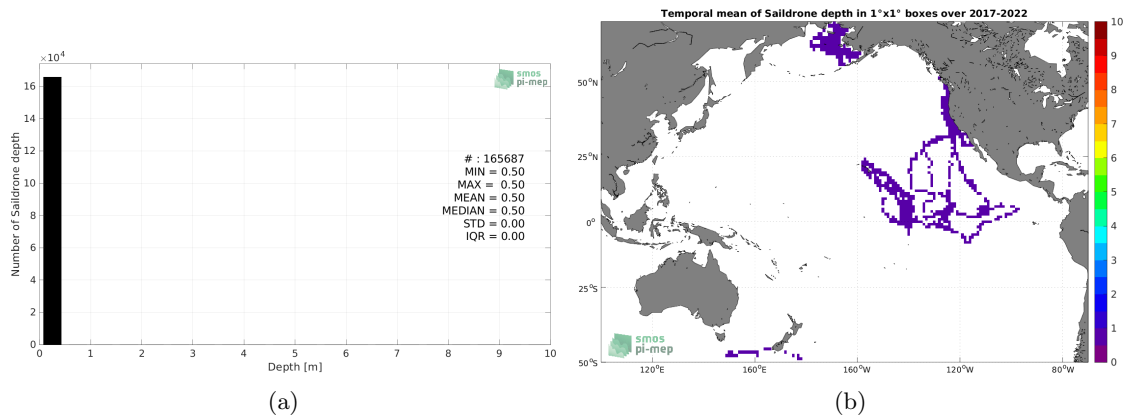 ×10⁴
16
14
12
10
8
6
4
2
0
Number of Saildrone depth
smos
pi-mep
# : 165687
MIN = 0.50
MAX = 0.50
MEAN = 0.50
MEDIAN = 0.50
STD = 0.00
IQR = 0.00
0 1 2 3 4 5 6 7 8 9 10
Depth [m]
(a)
Temporal mean of Saildrone depth in 1°x1° boxes over 2017-2022
50°N
25°N
0°
25°S
50°S
smos
pi-mep
120°E 160°E 160°W 120°W 80°W
10
9
8
7
6
5
4
3
2
1
0
(b)